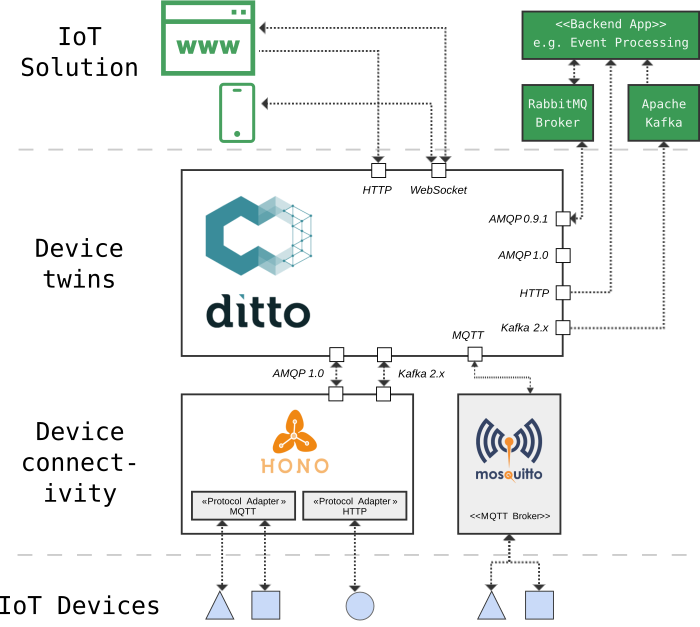 IoT
Solution
www
<<Backend App>>
e.g. Event Processing
RabbitMQ
Broker
Apache
Kafka
HTTP
WebSocket
Device
twins
ditto
AMQP 0.9.1
AMQP 1.0
HTTP
Kafka 2.x
MQTT
AMQP 1.0
Kafka 2.x
Device
connect-
ivity
HONO
«Protocol Adapter»
MQTT
«Protocol Adapter»
HTTP
mosquitto
<<MQTT Broker>>
IoT Devices